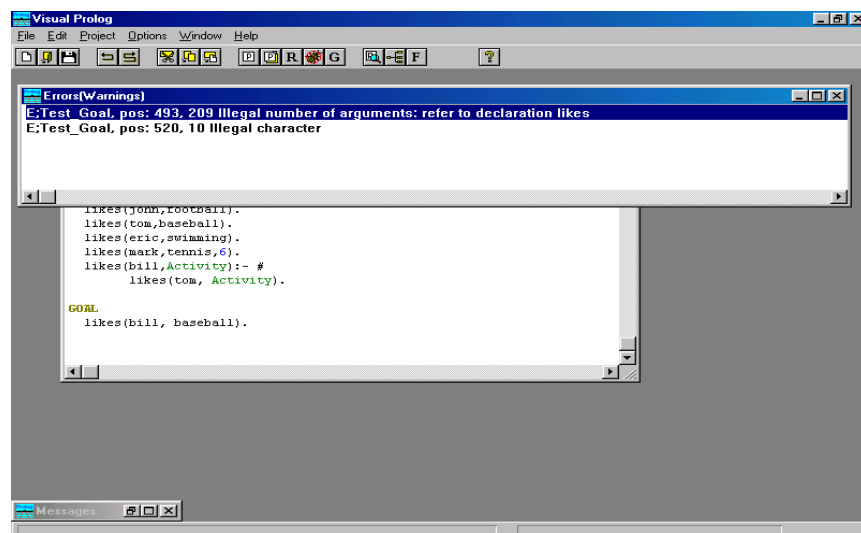 Visual Prolog
File Edit Project Options Window Help
P P R G F ?
Errors(Warnings)
E;Test_Goal, pos: 493, 209 Illegal number of arguments: refer to declaration likes
E;Test_Goal, pos: 520, 10 Illegal character
likes(john,football).
likes(tom,baseball).
likes(eric,swimming).
likes(mark,tennis,6).
likes(bill,Activity):- #
likes(tom, Activity).
GOAL
likes(bill, baseball).
Messages